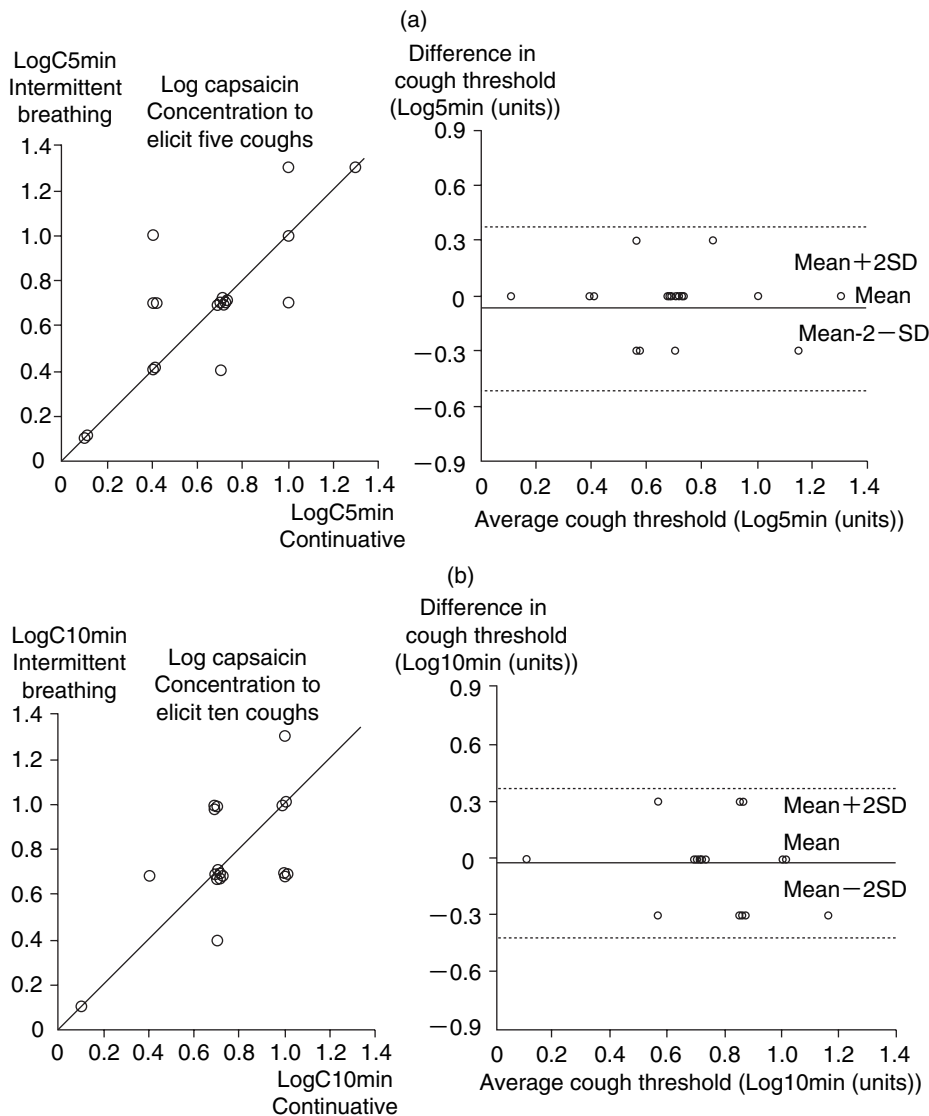 (a)
LogC5min
Intermittent
breathing
Log capsaicin
Concentration to
elicit five coughs
1.4
1.2
1.0
0.8
0.6
0.4
0.2
0
0 0.2 0.4 0.6 0.8 1.0 1.2 1.4
LogC5min
Continuative
Difference in
cough threshold
(Log5min (units))
0.9
0.6
0.3
0
−0.3
−0.6
−0.9
Mean+2SD
Mean
Mean-2−SD
0 0.2 0.4 0.6 0.8 1.0 1.2 1.4
Average cough threshold (Log5min (units))
(b)
LogC10min
Intermittent
breathing
Log capsaicin
Concentration to
elicit ten coughs
1.4
1.2
1.0
0.8
0.6
0.4
0.2
0
0 0.2 0.4 0.6 0.8 1.0 1.2 1.4
LogC10min
Continuative
Difference in
cough threshold
(Log10min (units))
0.9
0.6
0.3
0
−0.3
−0.6
−0.9
Mean+2SD
Mean
Mean−2SD
0 0.2 0.4 0.6 0.8 1.0 1.2 1.4
Average cough threshold (Log10min (units))